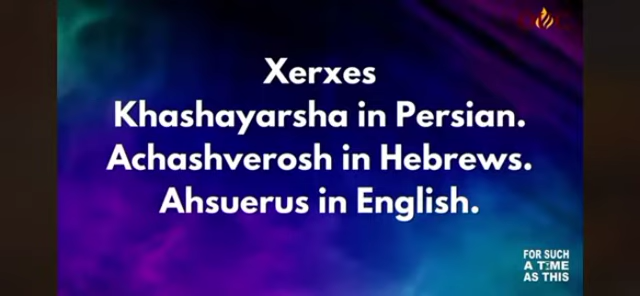 Xerxes
Khashayarsha in Persian.
Achashverosh in Hebrews.
Ahsuerus in English.
FOR SUCH
A TIME
AS THIS